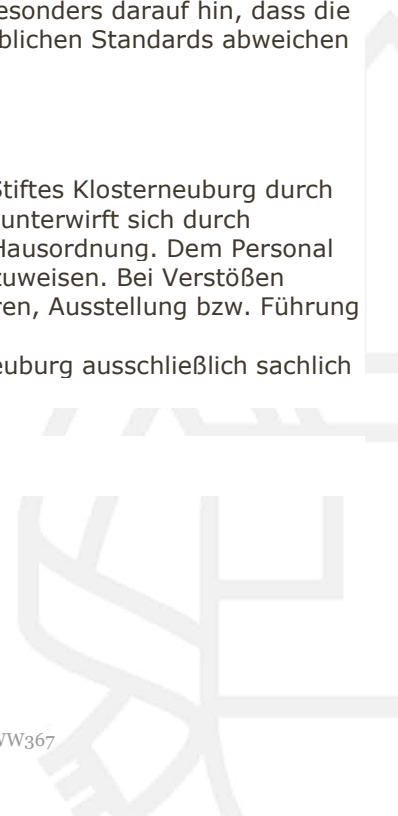 esonders darauf hin, dass die
blichen Standards abweichen
Stiftes Klosterneuburg durch
unterwirft sich durch
Hausordnung. Dem Personal
zuweisen. Bei Verstößen
ren, Ausstellung bzw. Führung
euburg ausschließlich sachlich
WW367